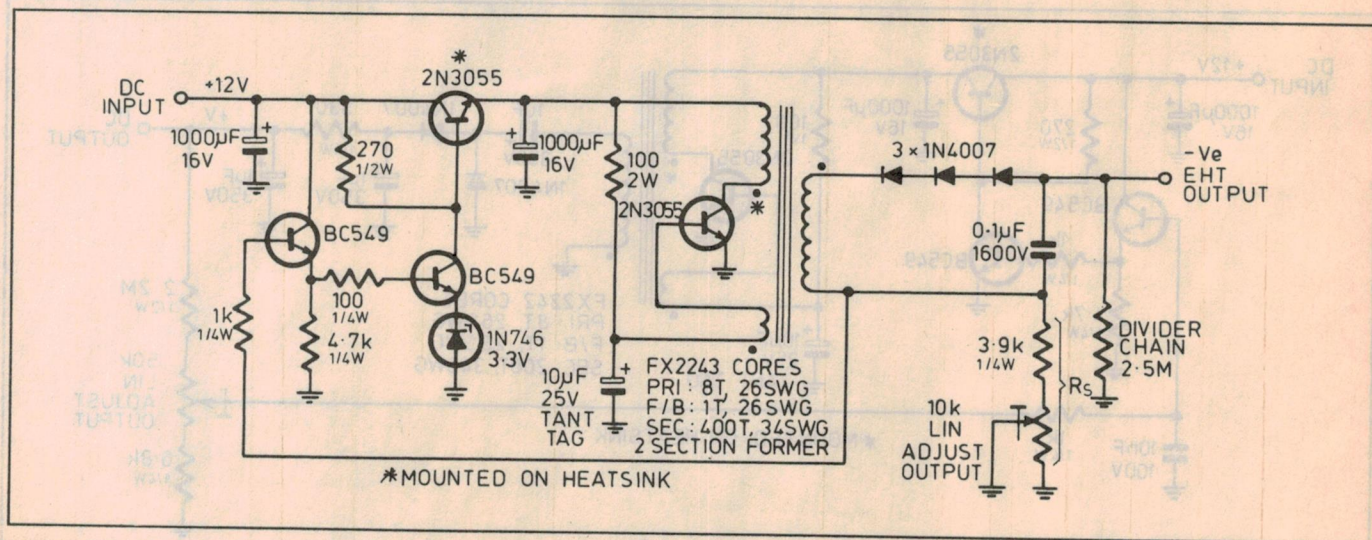 DC
INPUT
+12V
1000µF
16V
270
1/2W
*
2N3055
1000µF
16V
100
2W
2N3055
*
3 × 1N4007
-Ve
EHT
OUTPUT
BC549
BC549
0·1µF
1600V
1k
1/4W
100
1/4W
4·7k
1/4W
1N746
3·3V
10µF
25V
TANT
TAG
FX2243 CORES
PRI: 8T, 26SWG
F/B: 1T, 26SWG
SEC: 400T, 34SWG
2 SECTION FORMER
3·9k
1/4W
RS
DIVIDER
CHAIN
2·5M
10k
LIN
ADJUST
OUTPUT
*MOUNTED ON HEATSINK